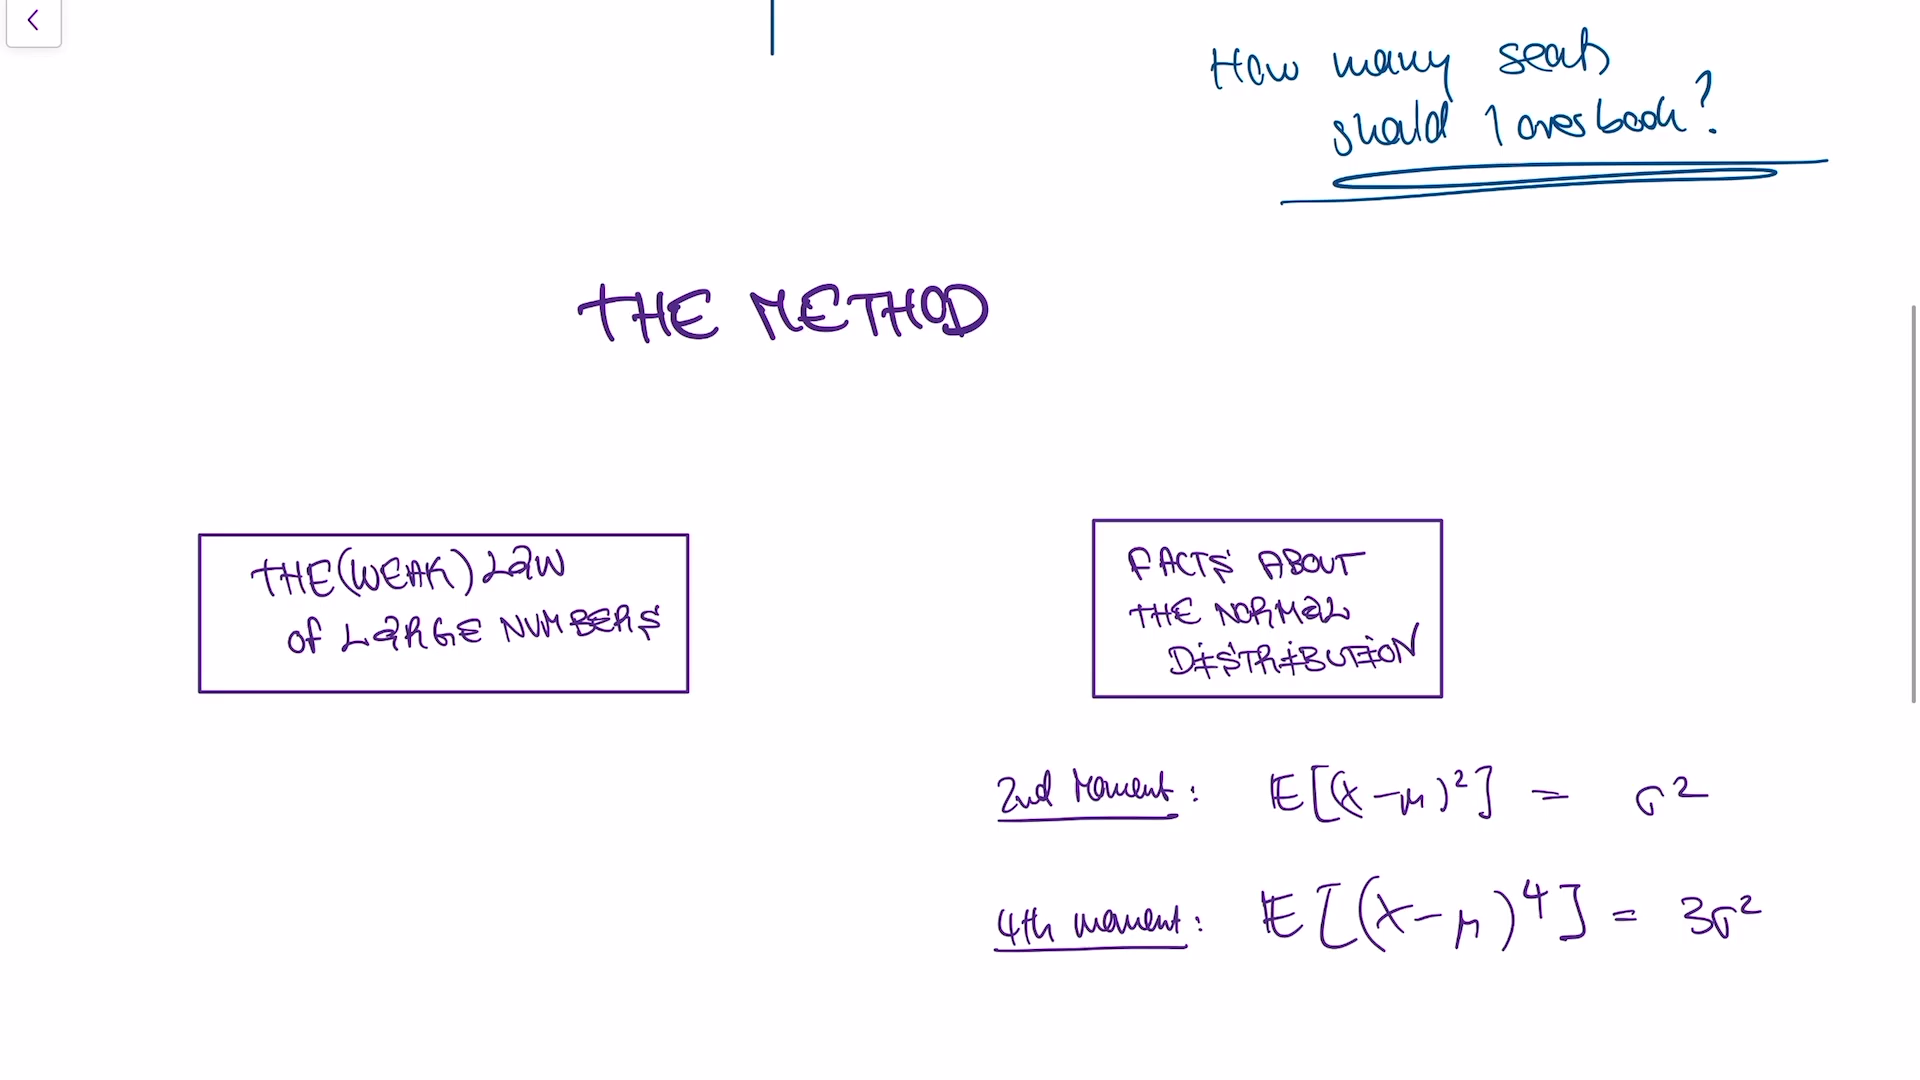 How many seats
should I overbook?
THE METHOD
THE (WEAK) LAW
OF LARGE NUMBERS
FACTS ABOUT
THE NORMAL
DISTRIBUTION
2nd Moment: 𝔼[(X-μ)²] = σ²
4th moment: 𝔼[(X-μ)⁴] = 3σ²